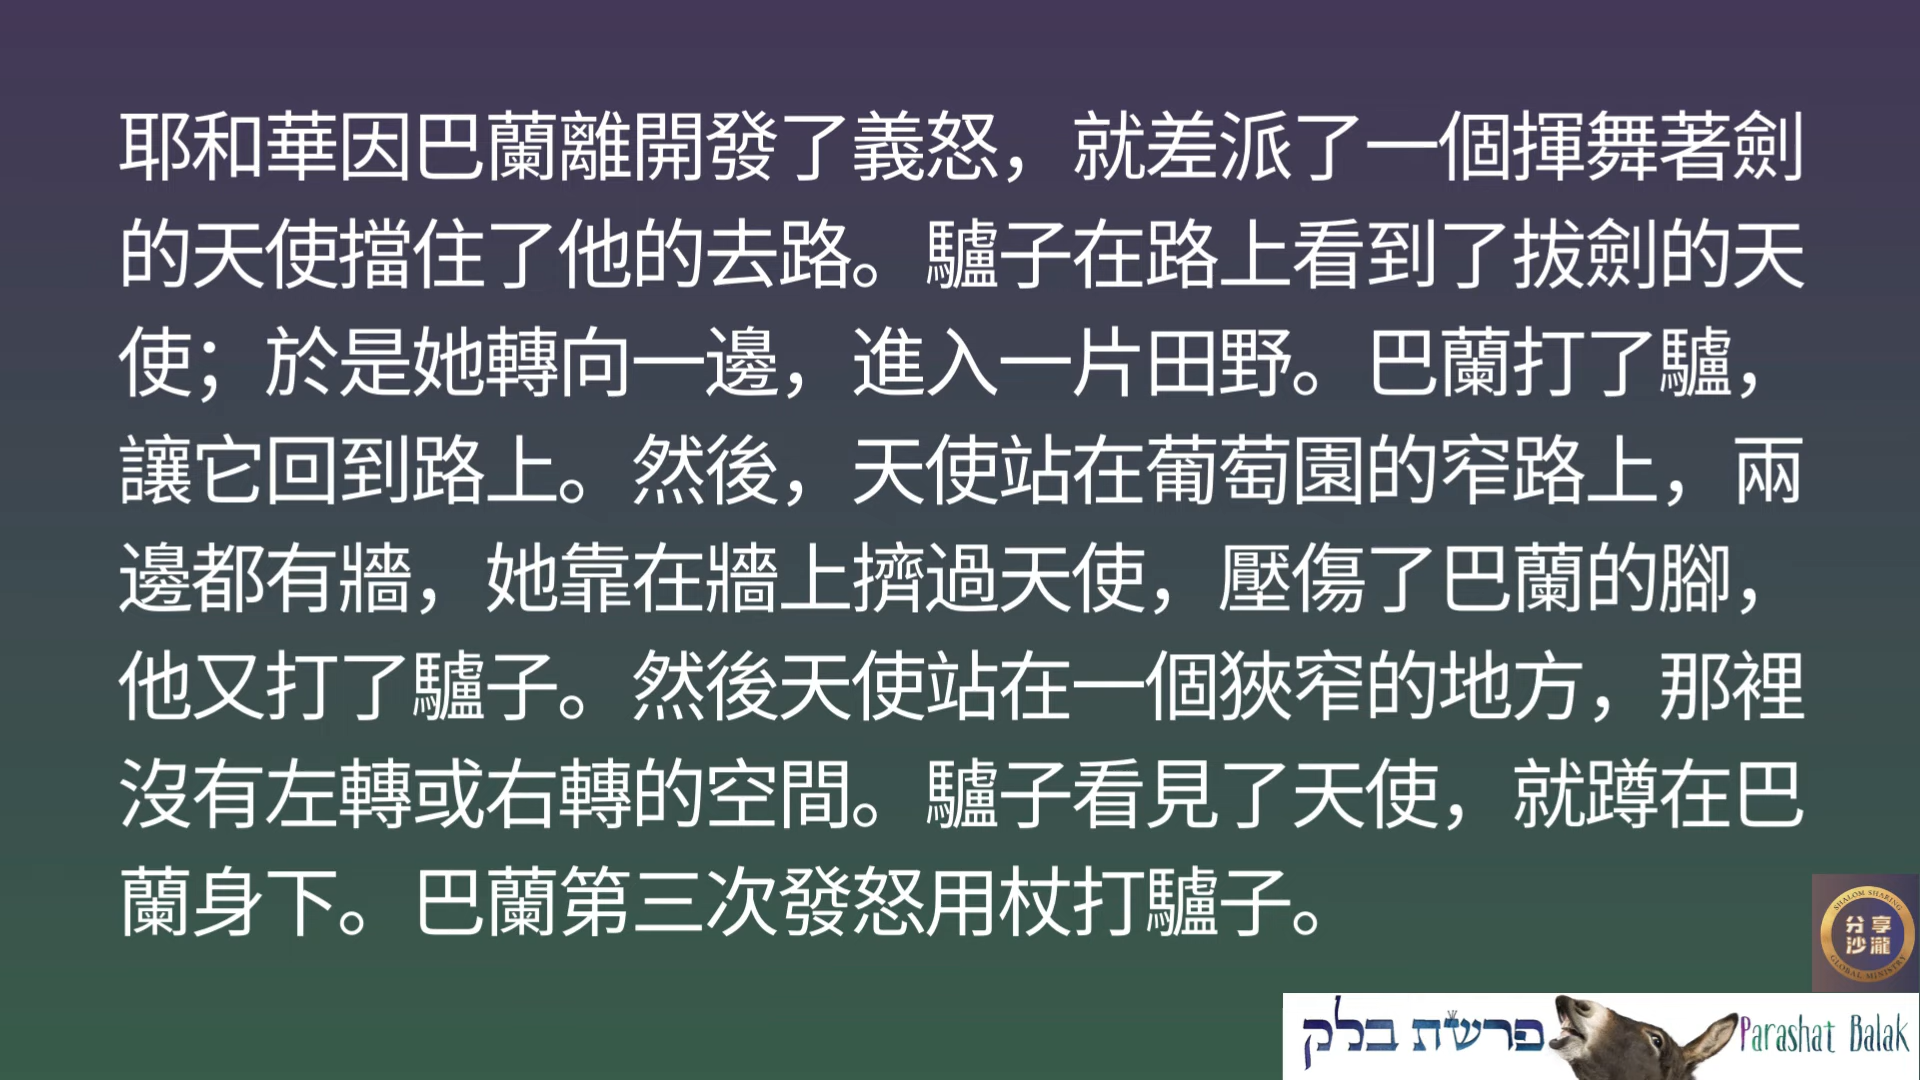 耶和華因巴蘭離開發了義怒，就差派了一個揮舞著劍
的天使擋住了他的去路。驢子在路上看到了拔劍的天
使；於是她轉向一邊，進入一片田野。巴蘭打了驢，
讓它回到路上。然後，天使站在葡萄園的窄路上，兩
邊都有牆，她靠在牆上擠過天使，壓傷了巴蘭的腳，
他又打了驢子。然後天使站在一個狹窄的地方，那裡
沒有左轉或右轉的空間。驢子看見了天使，就蹲在巴
蘭身下。巴蘭第三次發怒用杖打驢子。
SHALOM SHARING
分享
沙瀧
GLOBAL MINISTRY
פרשת בלק
Parashat Balak